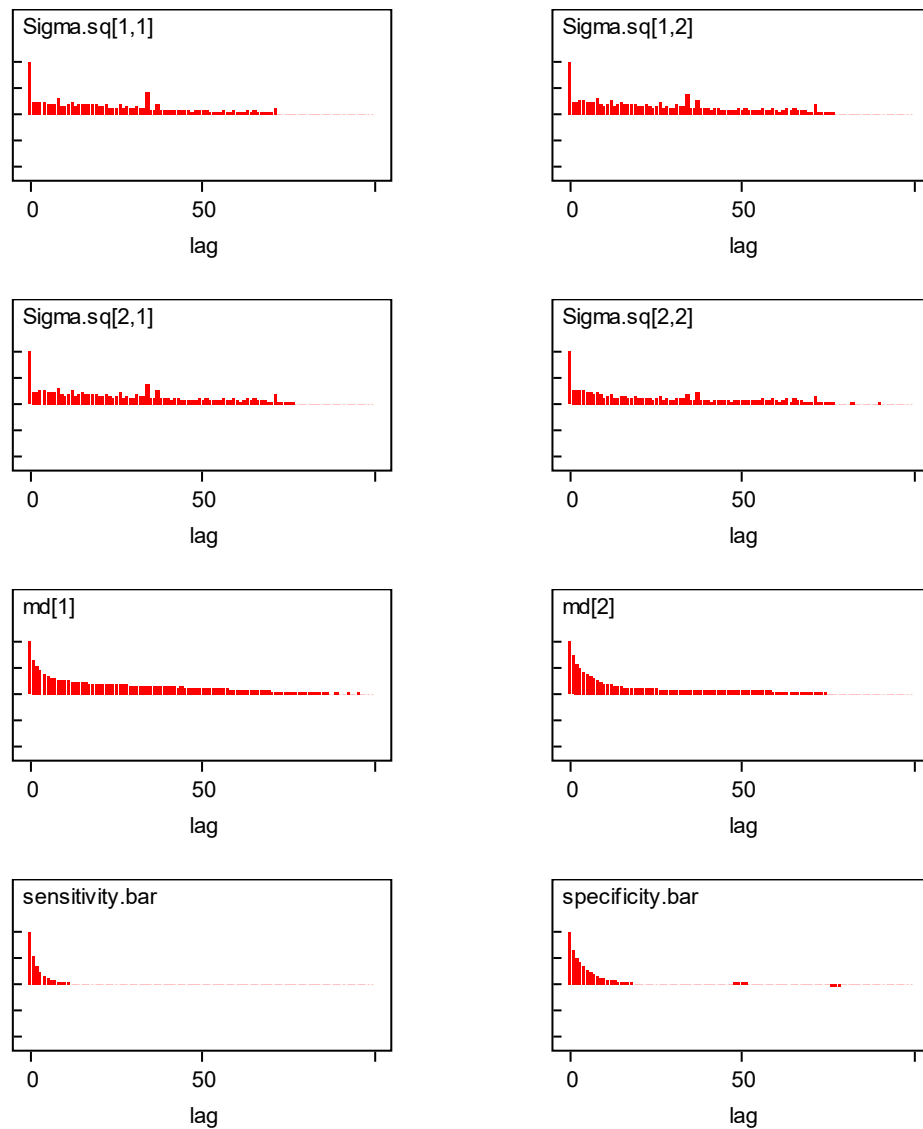 Sigma.sq[1,1]
0 50
lag
Sigma.sq[1,2]
0 50
lag
Sigma.sq[2,1]
0 50
lag
Sigma.sq[2,2]
0 50
lag
md[1]
0 50
lag
md[2]
0 50
lag
sensitivity.bar
0 50
lag
specificity.bar
0 50
lag